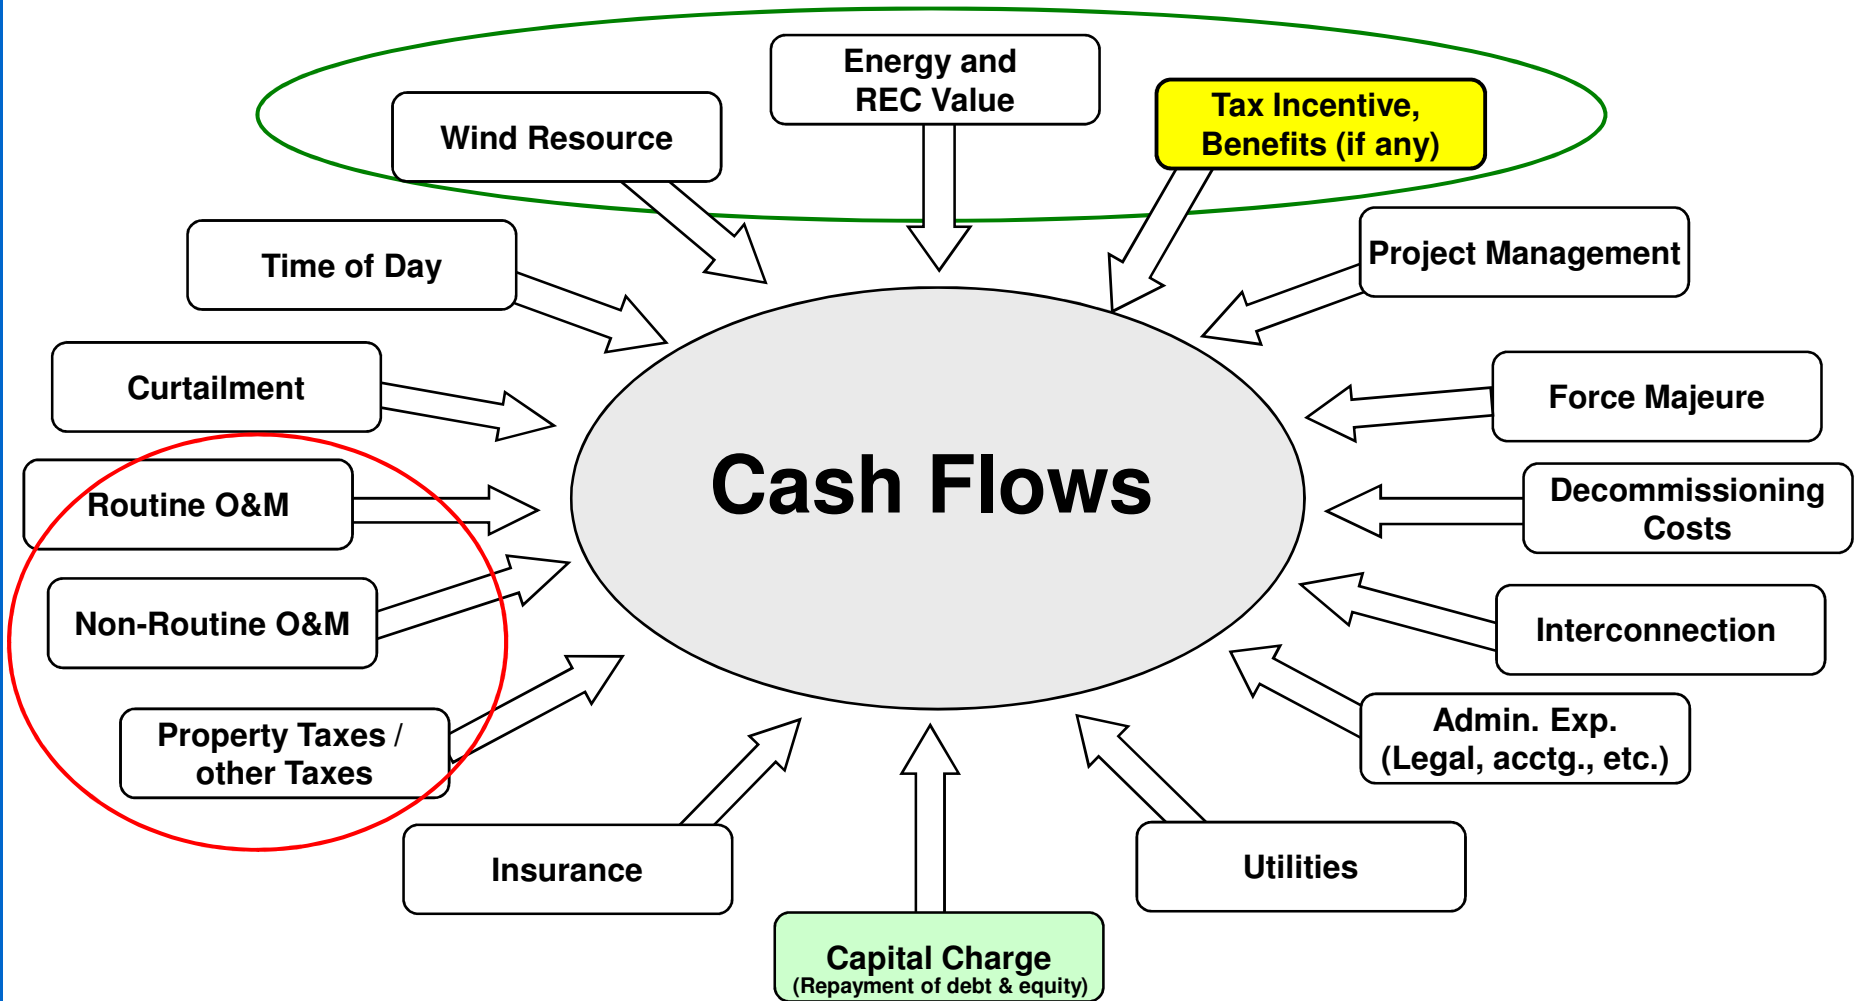 Energy and
REC Value
Tax Incentive,
Benefits (if any)
Wind Resource
Time of Day
Project Management
Curtailment
Force Majeure
Cash Flows
Routine O&M
Decommissioning
Costs
Non-Routine O&M
Interconnection
Property Taxes /
other Taxes
Admin. Exp.
(Legal, acctg., etc.)
Insurance
Utilities
Capital Charge
(Repayment of debt & equity)